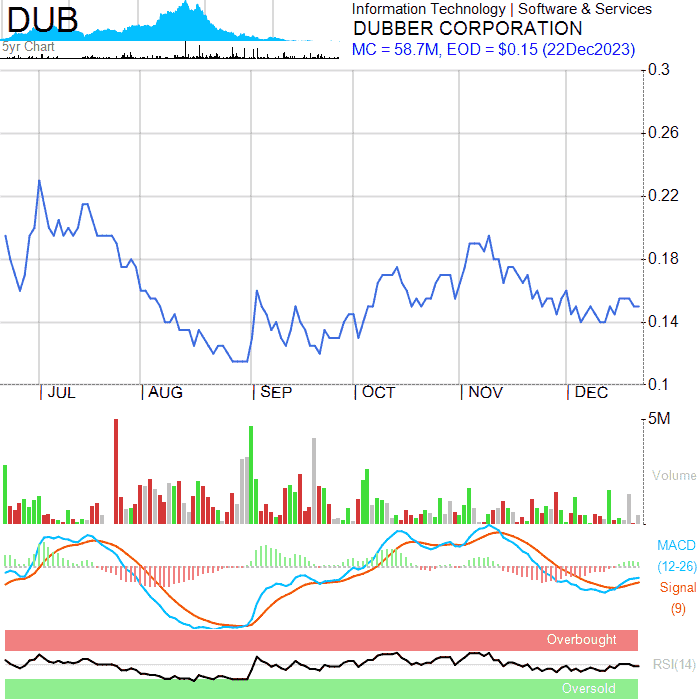 DUB
5yr Chart
Information Technology | Software & Services
DUBBER CORPORATION
MC = 58.7M, EOD = $0.15 (22Dec2023)
0.3
0.26
0.22
0.18
0.14
0.1
| JUL | AUG | SEP | OCT | NOV | DEC
5M
Volume
MACD
(12-26)
Signal
(9)
Overbought
RSI(14)
Oversold